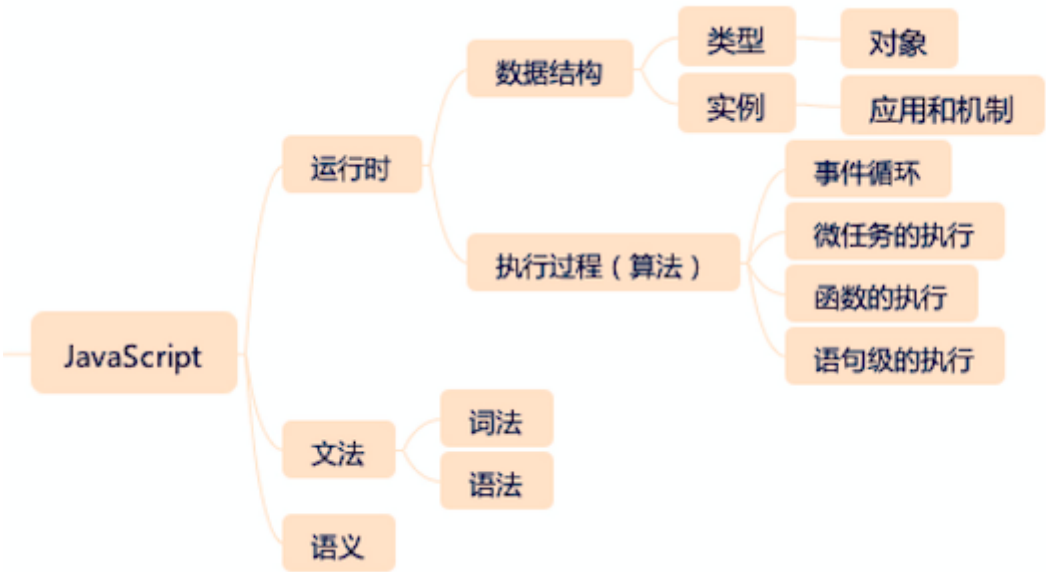 JavaScript
运行时
数据结构
类型
对象
实例
应用和机制
执行过程（算法）
事件循环
微任务的执行
函数的执行
语句级的执行
文法
词法
语法
语义